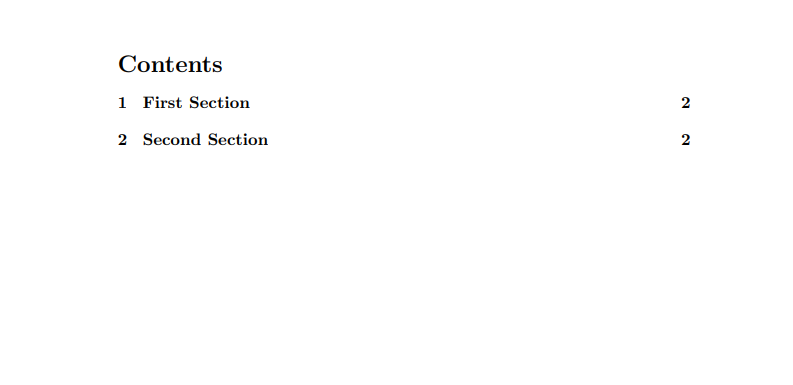 Contents
1 First Section 2
2 Second Section 2